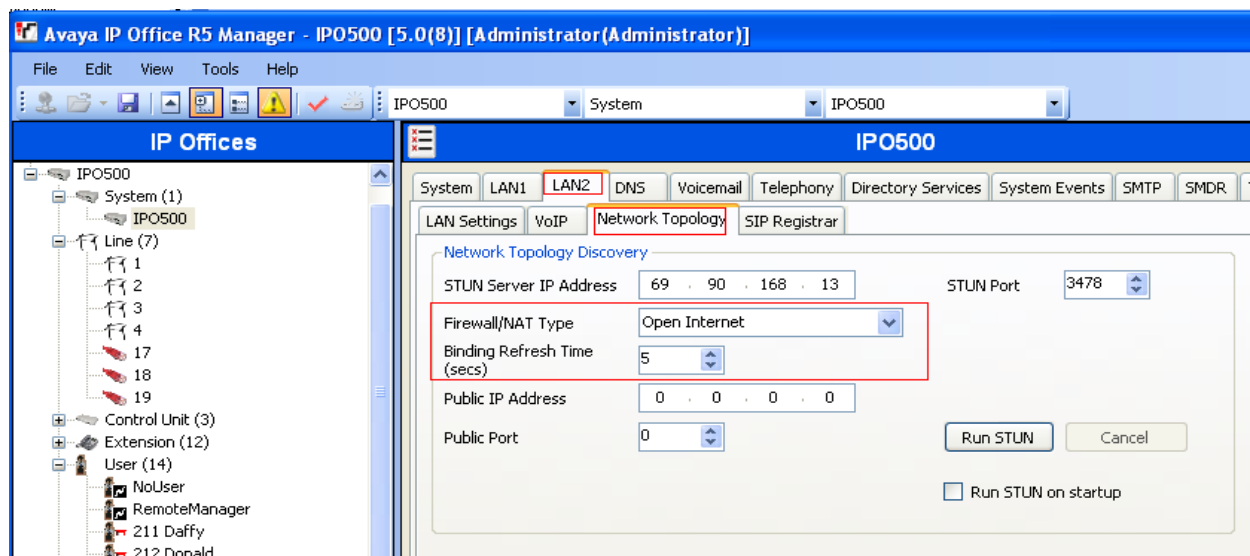 Avaya IP Office R5 Manager - IPO500 [5.0(8)] [Administrator(Administrator)]
File Edit View Tools Help
IPO500 System IPO500
IP Offices
IPO500
System (1)
IPO500
Line (7)
1
2
3
4
17
18
19
Control Unit (3)
Extension (12)
User (14)
NoUser
RemoteManager
211 Daffy
212 Donald
IPO500
System LAN1 LAN2 DNS Voicemail Telephony Directory Services System Events SMTP SMDR
LAN Settings VoIP Network Topology SIP Registrar
Network Topology Discovery
STUN Server IP Address 69 . 90 . 168 . 13 STUN Port 3478
Firewall/NAT Type Open Internet
Binding Refresh Time
(secs) 5
Public IP Address 0 . 0 . 0 . 0
Public Port 0 Run STUN Cancel
Run STUN on startup